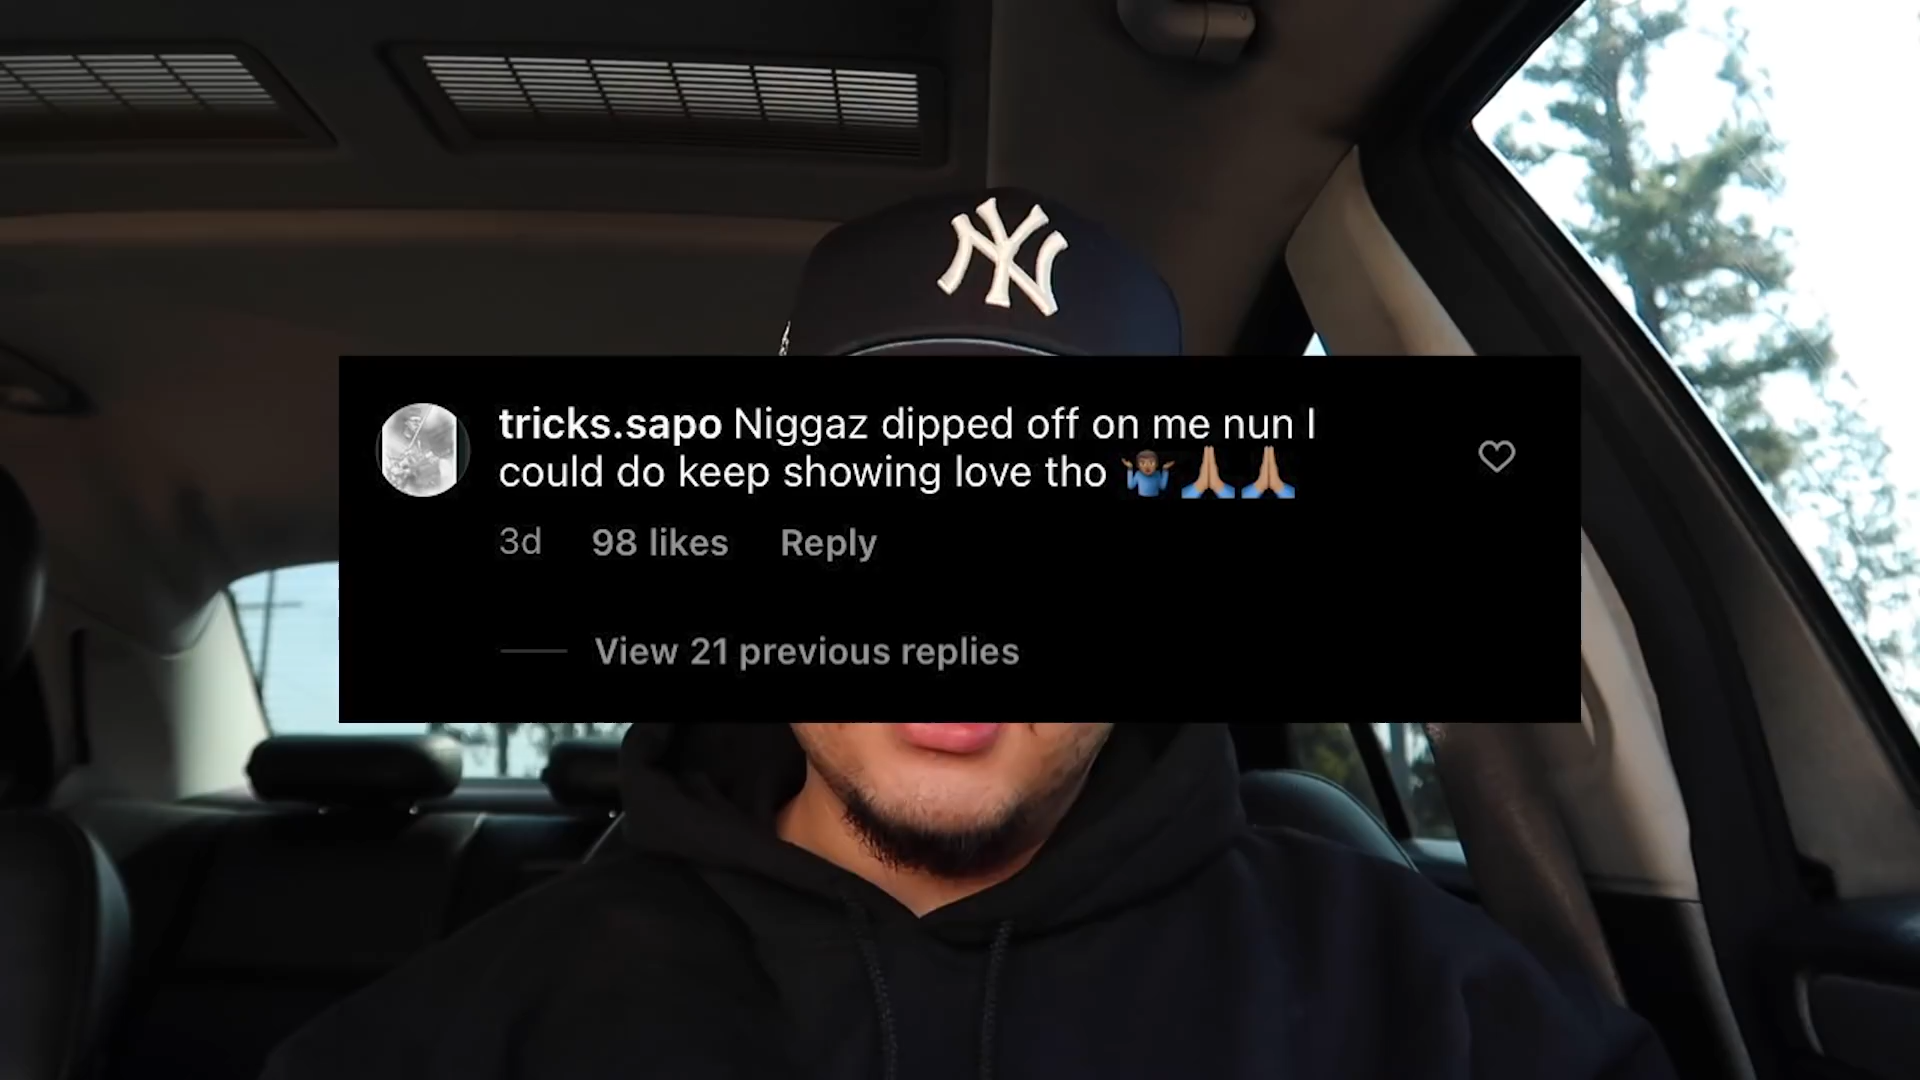 NY
tricks.sapo Niggaz dipped off on me nun I
could do keep showing love tho 🤷🏾‍♂️🙏🏽🙏🏽
3d 98 likes Reply
View 21 previous replies